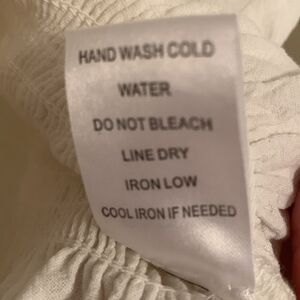 HAND WASH COLD
WATER
DO NOT BLEACH
LINE DRY
IRON LOW
COOL IRON IF NEEDED